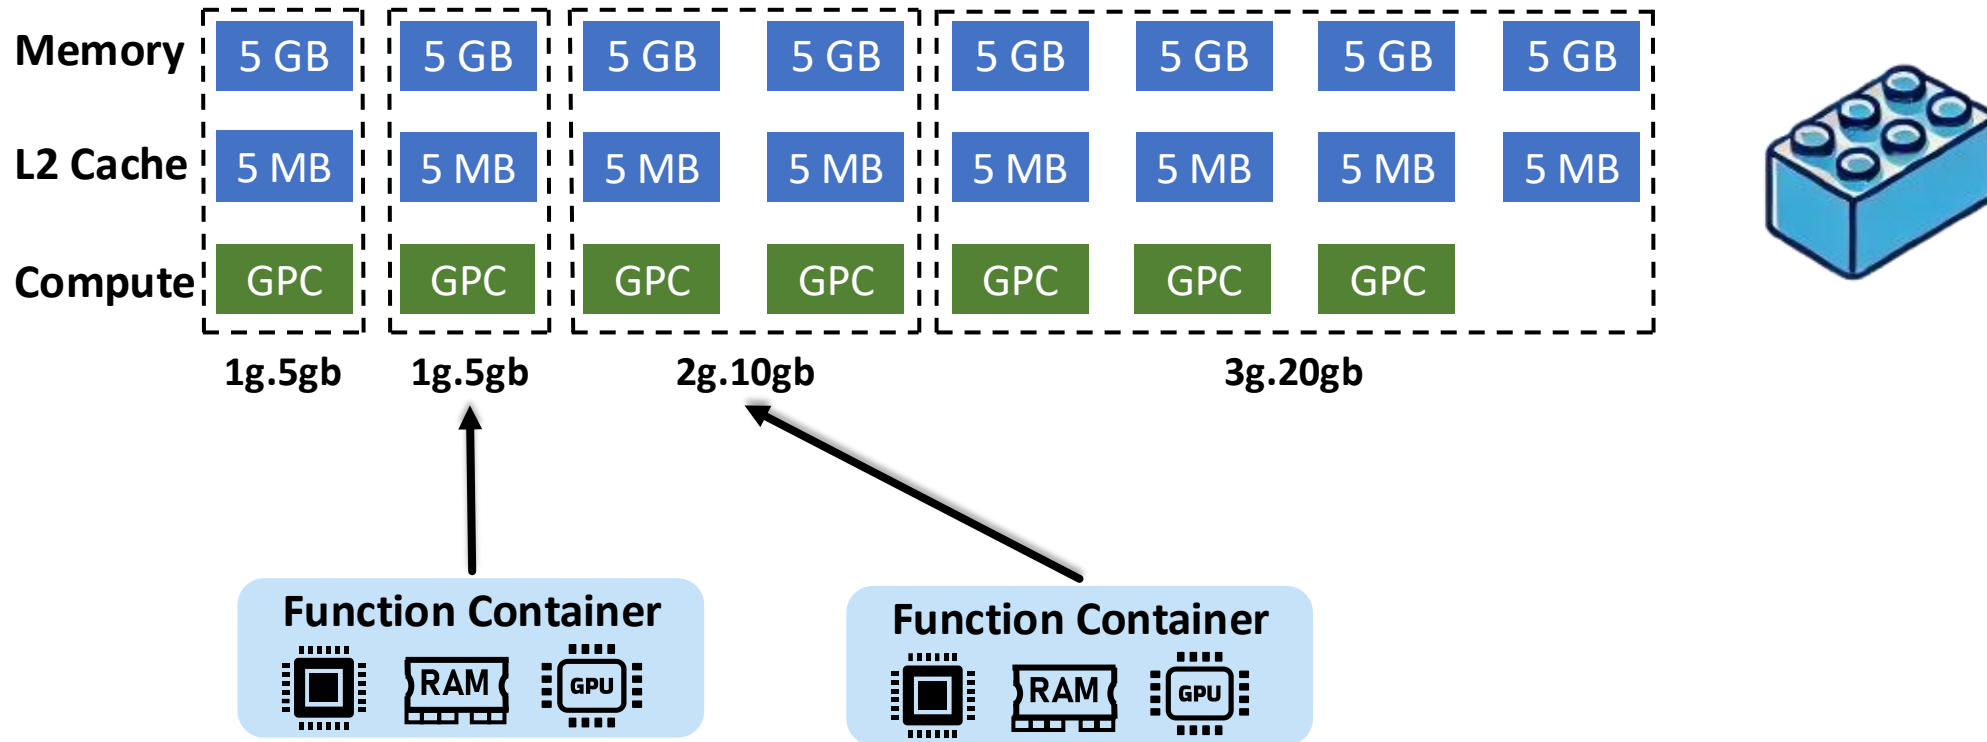 Memory 5 GB 5 GB 5 GB 5 GB 5 GB 5 GB 5 GB 5 GB
L2 Cache 5 MB 5 MB 5 MB 5 MB 5 MB 5 MB 5 MB 5 MB
Compute GPC GPC GPC GPC GPC GPC GPC
1g.5gb 1g.5gb 2g.10gb 3g.20gb
Function Container
RAM GPU
Function Container
RAM GPU